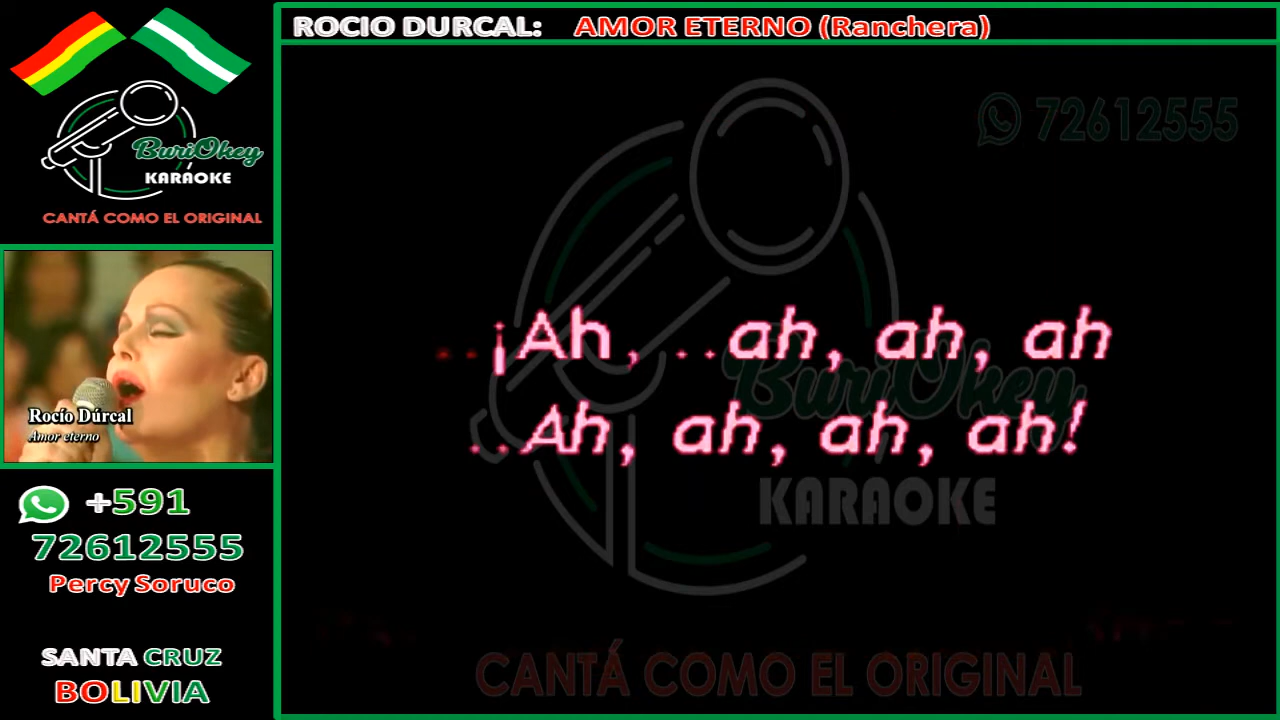 ROCIO DURCAL: AMOR ETERNO (Ranchera)
BuriOkey
KARAOKE
CANTÁ COMO EL ORIGINAL
72612555
..¡Ah, ..ah, ah, ah
..Ah, ah, ah, ah!
BuriOkey
KARAOKE
CANTÁ COMO EL ORIGINAL
Rocío Dúrcal
Amor eterno
+591
72612555
Percy Soruco
SANTA CRUZ
BOLIVIA